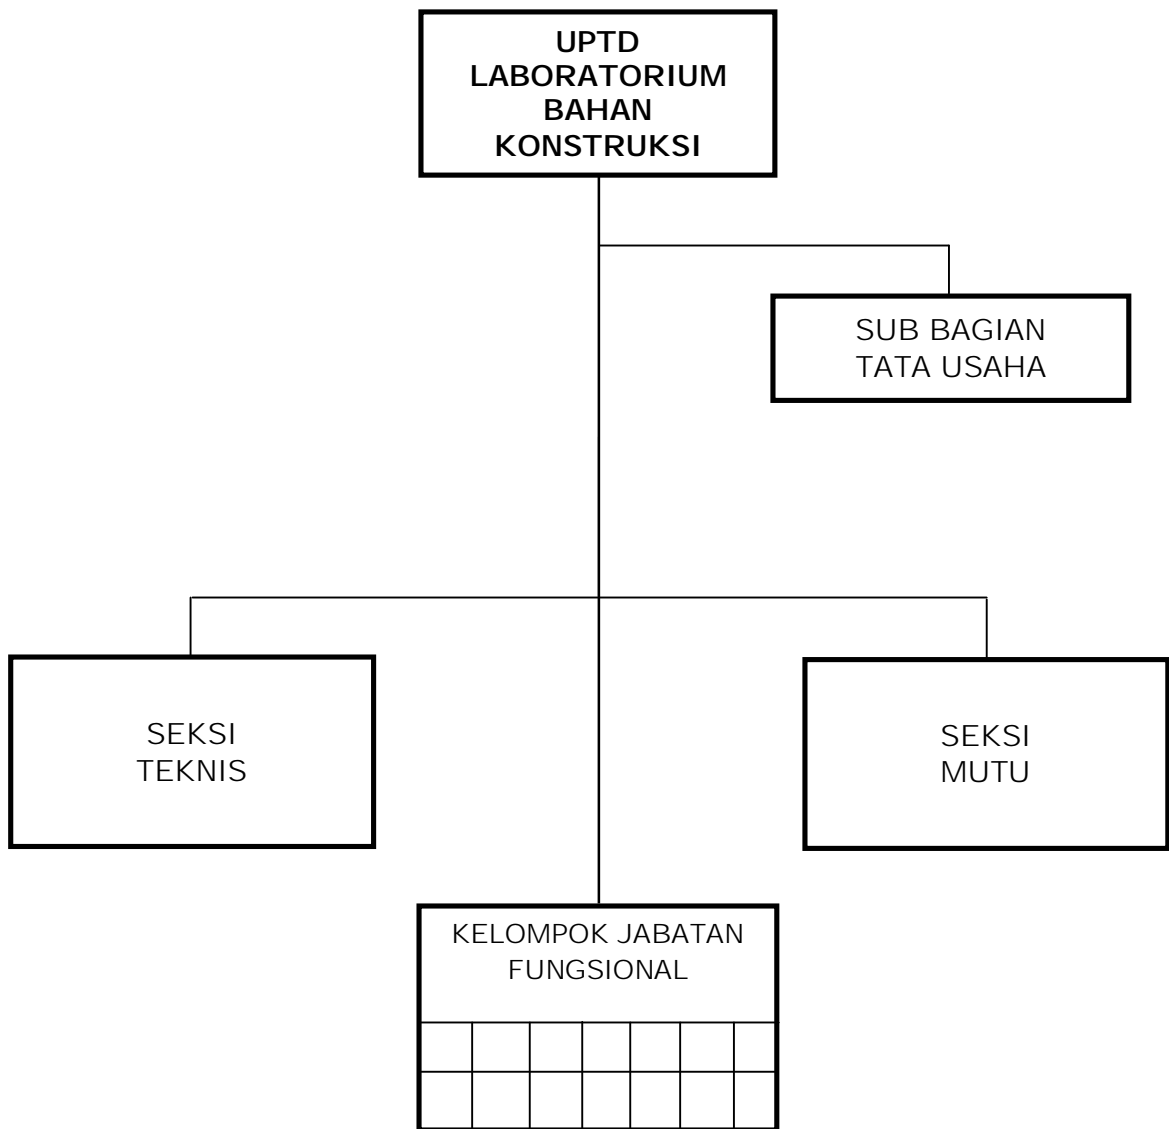 UPTD
LABORATORIUM
BAHAN
KONSTRUKSI
SUB BAGIAN
TATA USAHA
SEKSI
TEKNIS
SEKSI
MUTU
KELOMPOK JABATAN
FUNGSIONAL